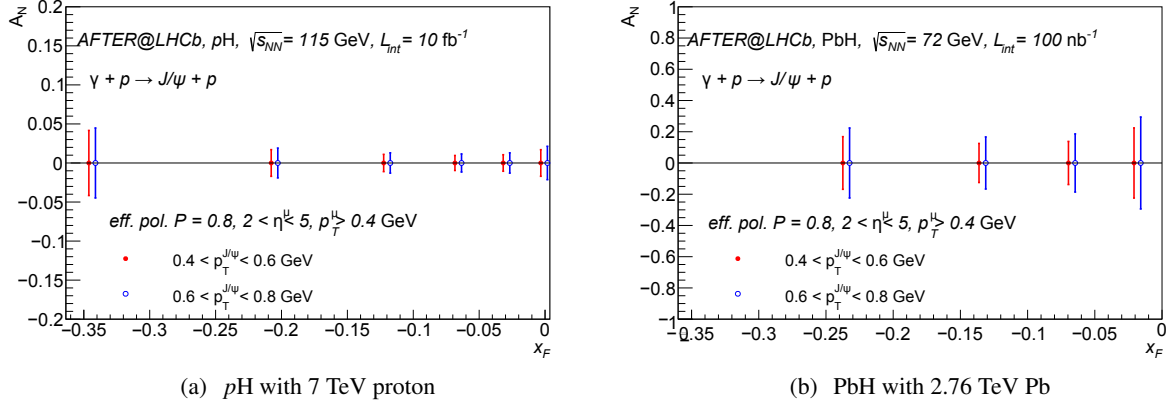 A_N
0.2
0.15
0.1
0.05
0
−0.05
−0.1
−0.15
−0.2
AFTER@LHCb, pH, √s_NN = 115 GeV, L_int = 10 fb⁻¹
γ + p → J/ψ + p
eff. pol. P = 0.8, 2 < η^μ < 5, p_T^μ > 0.4 GeV
0.4 < p_T^J/ψ < 0.6 GeV
0.6 < p_T^J/ψ < 0.8 GeV
−0.35 −0.3 −0.25 −0.2 −0.15 −0.1 −0.05 0
x_F
(a) pH with 7 TeV proton
A_N
1
0.8
0.6
0.4
0.2
0
−0.2
−0.4
−0.6
−0.8
−1
AFTER@LHCb, PbH, √s_NN = 72 GeV, L_int = 100 nb⁻¹
γ + p → J/ψ + p
eff. pol. P = 0.8, 2 < η^μ < 5, p_T^μ > 0.4 GeV
0.4 < p_T^J/ψ < 0.6 GeV
0.6 < p_T^J/ψ < 0.8 GeV
−0.35 −0.3 −0.25 −0.2 −0.15 −0.1 −0.05 0
x_F
(b) PbH with 2.76 TeV Pb